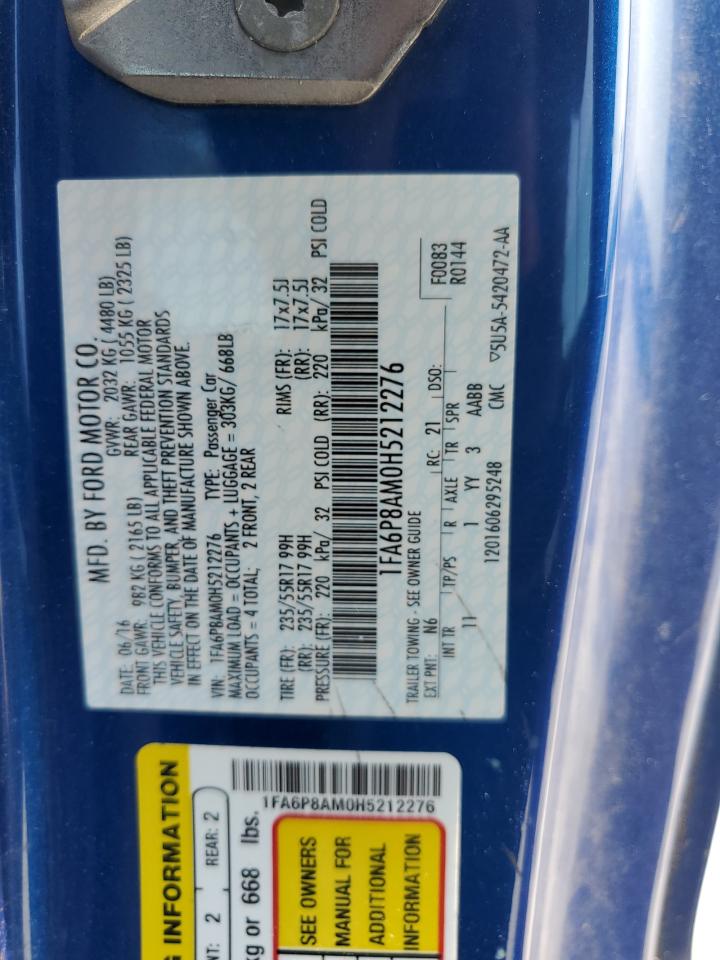 MFD. BY FORD MOTOR CO.
DATE: 06/16 GVWR: 2032 KG ( 4480 LB)
FRONT GAWR: 982 KG ( 2165 LB) REAR GAWR: 1055 KG ( 2325 LB)
THIS VEHICLE CONFORMS TO ALL APPLICABLE FEDERAL MOTOR
VEHICLE SAFETY, BUMPER, AND THEFT PREVENTION STANDARDS
IN EFFECT ON THE DATE OF MANUFACTURE SHOWN ABOVE.
VIN: 1FA6P8AM0H5212276 TYPE: Passenger Car
MAXIMUM LOAD = OCCUPANTS + LUGGAGE = 303KG/ 668LB
OCCUPANTS = 4 TOTAL; 2 FRONT, 2 REAR
TIRE (FR): 235/55R17 99H RIMS (FR): 17x7.5J
(RR): 235/55R17 99H (RR): 17x7.5J
PRESSURE (FR): 220 kPa/ 32 PSI COLD (RR): 220 kPa/ 32 PSI COLD
1FA6P8AM0H5212276
TRAILER TOWING - SEE OWNER GUIDE F0083
EXT PNT: N6 RC: 21 DSO: R0144
INT TR TP/PS R AXLE TR SPR
11 1 YY 3 AABB
1201606295248 CMC ▽5U5A-5420472-AA
G INFORMATION
NT: 2 REAR: 2
1FA6P8AM0H5212276
kg or 668 lbs.
SEE OWNERS
MANUAL FOR
ADDITIONAL
INFORMATION